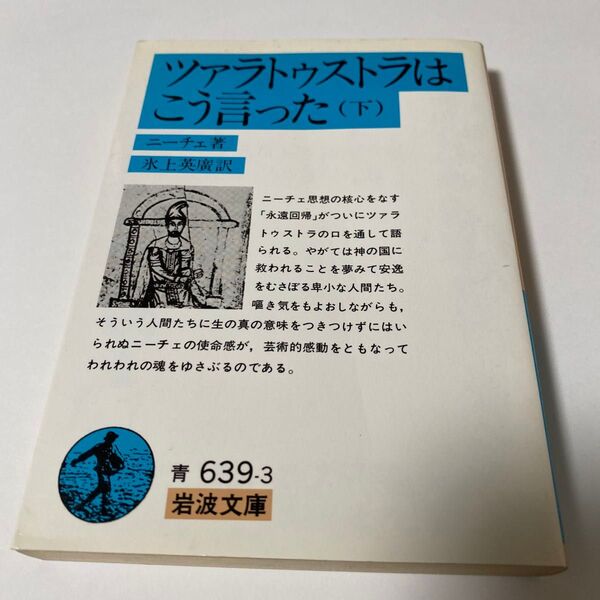 ツァラトゥストラは
こう言った(下)
ニーチェ著
氷上英廣訳
ニーチェ思想の核心をなす
「永遠回帰」がついにツァラ
トゥストラの口を通して語
られる。やがては神の国に
救われることを夢みて安逸
をむさぼる卑小な人間たち。
嘔き気をもよおしながらも,
そういう人間たちに生の真の意味をつきつけずにはい
られぬニーチェの使命感が,芸術的感動をともなって
われわれの魂をゆさぶるのである。
青 639-3
岩波文庫